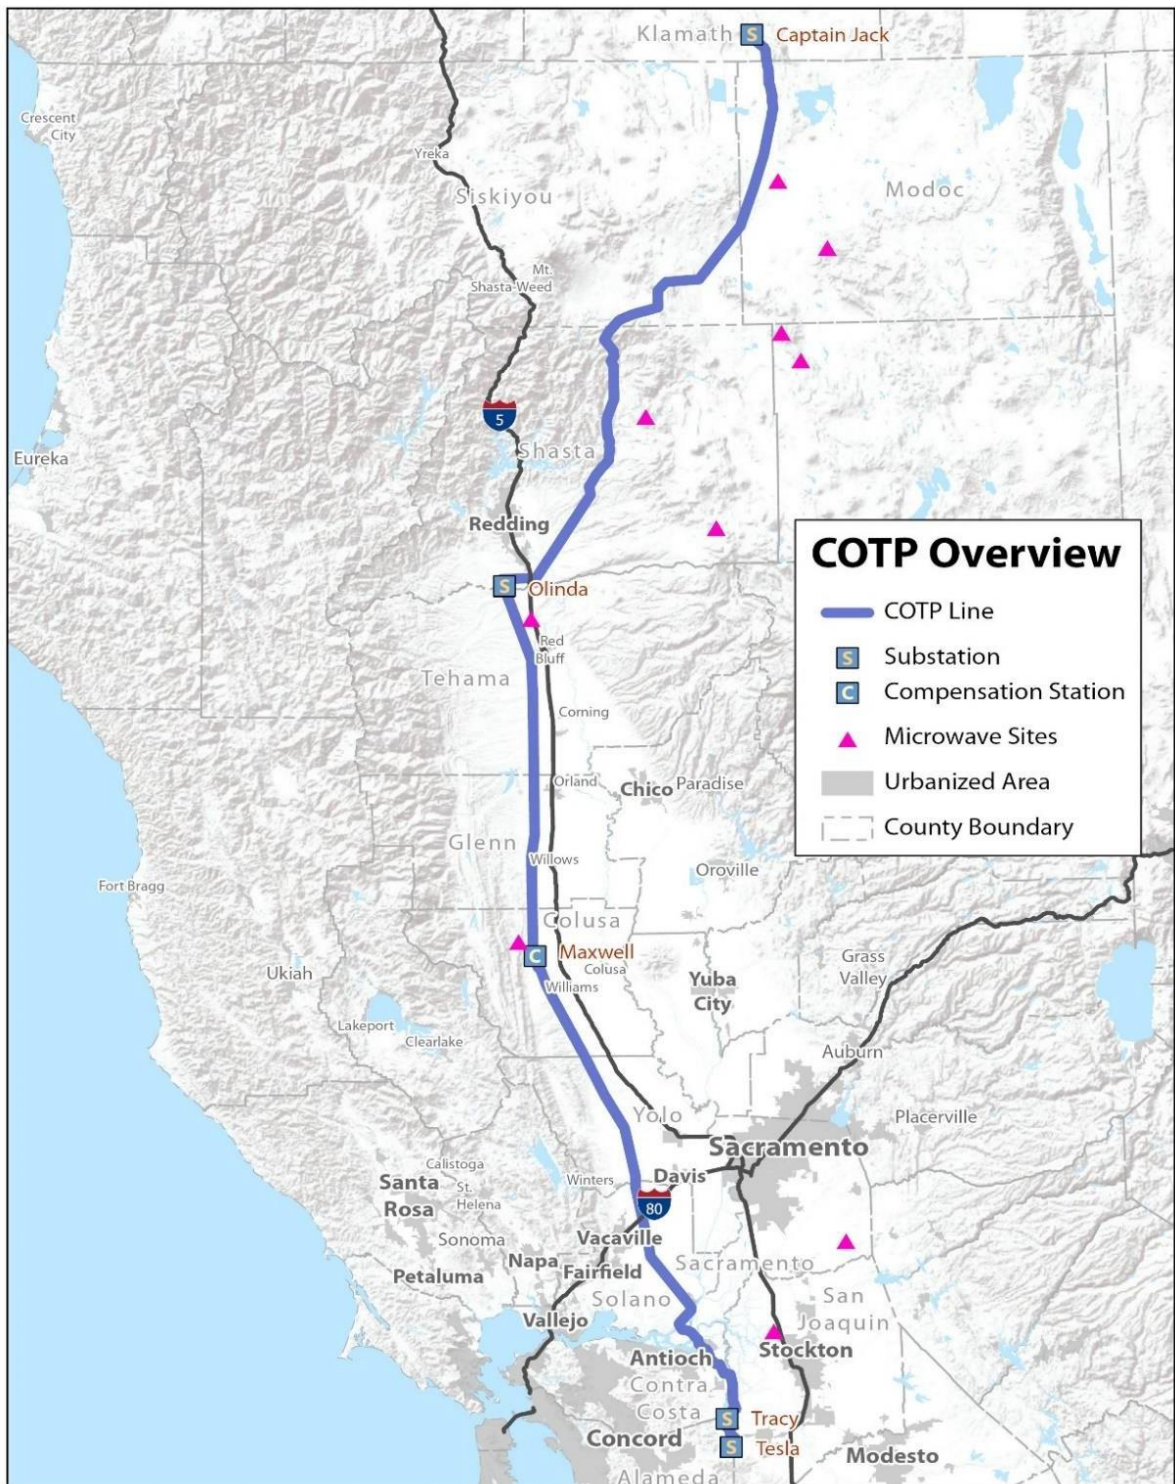 Klamath
S
Captain Jack
Crescent
City
Yreka
Siskiyou
Modoc
Mt.
Shasta-Weed
5
Shasta
Eureka
Redding
S
Olinda
Red
Bluff
Tehama
Corning
Orland
Chico
Paradise
Glenn
Willows
Oroville
Fort Bragg
Colusa
C
Maxwell
Colusa
Grass
Valley
Ukiah
Williams
Yuba
City
Lakeport
Clearlake
Auburn
Yolo
Placerville
Sacramento
Calistoga
Davis
Santa
Rosa
St.
Helena
Winters
80
Sonoma
Vacaville
Napa
Fairfield
Petaluma
Sacramento
Solano
San
Joaquin
Vallejo
Antioch
Stockton
Contra
Costa
S
Tracy
Concord
S
Tesla
Modesto
Alameda
COTP Overview
COTP Line
S
Substation
C
Compensation Station
Microwave Sites
Urbanized Area
County Boundary